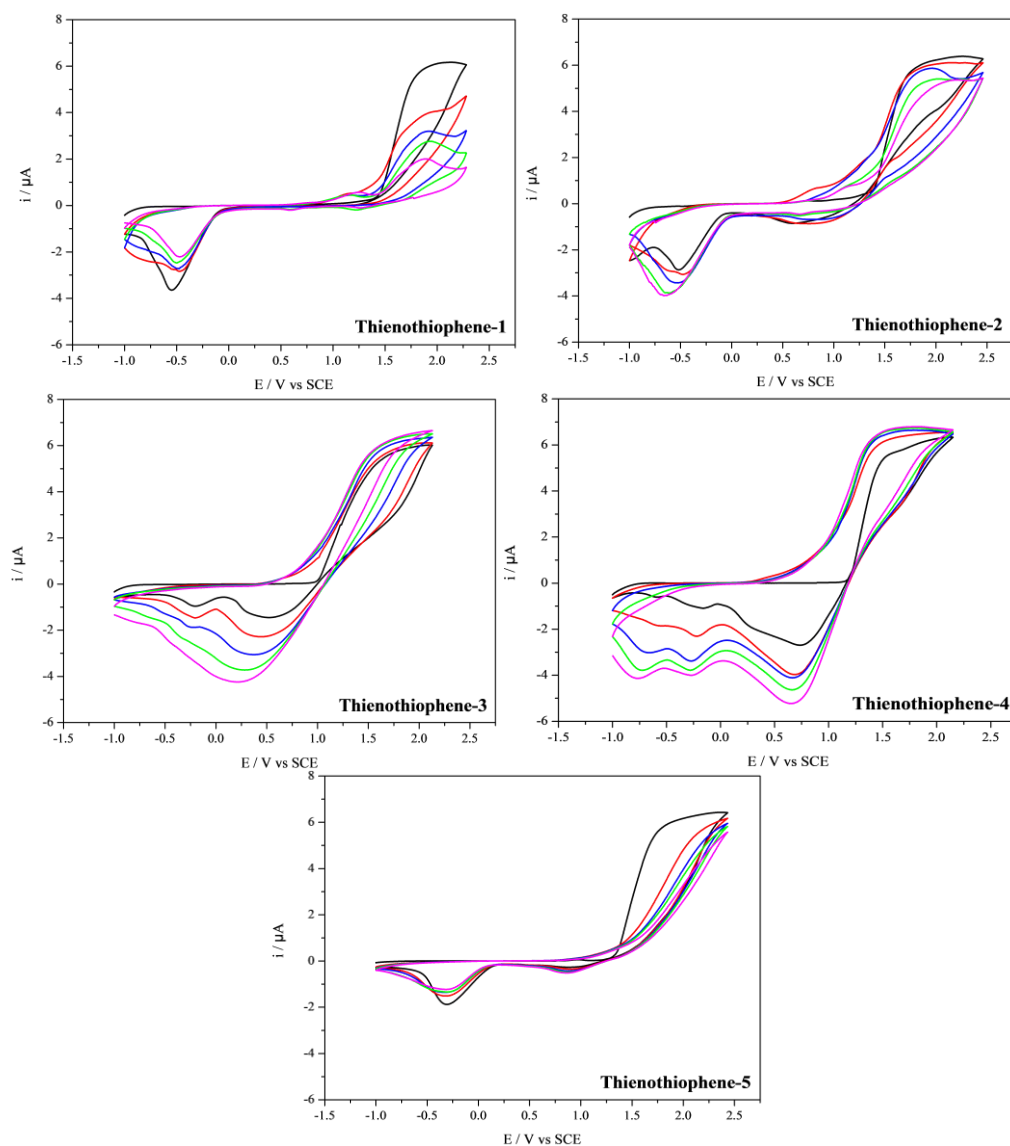 8
6
4
2
0
-2
-4
-6
i / µA
-1.5 -1.0 -0.5 0.0 0.5 1.0 1.5 2.0 2.5
E / V vs SCE
Thienothiophene-1
8
6
4
2
0
-2
-4
-6
i / µA
-1.5 -1.0 -0.5 0.0 0.5 1.0 1.5 2.0 2.5
E / V vs SCE
Thienothiophene-2
8
6
4
2
0
-2
-4
-6
i / µA
-1.5 -1.0 -0.5 0.0 0.5 1.0 1.5 2.0 2.5
E / V vs SCE
Thienothiophene-3
8
6
4
2
0
-2
-4
-6
i / µA
-1.5 -1.0 -0.5 0.0 0.5 1.0 1.5 2.0 2.5
E / V vs SCE
Thienothiophene-4
8
6
4
2
0
-2
-4
-6
i / µA
-1.5 -1.0 -0.5 0.0 0.5 1.0 1.5 2.0 2.5
E / V vs SCE
Thienothiophene-5